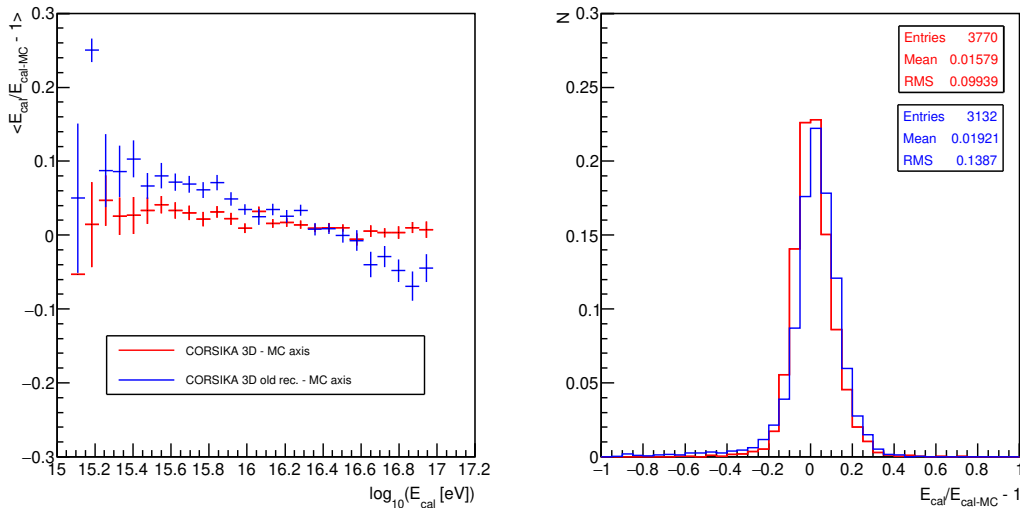 <E_cal/E_cal-MC - 1>
0.3
0.2
0.1
0
−0.1
−0.2
−0.3
CORSIKA 3D - MC axis
CORSIKA 3D old rec. - MC axis
15 15.2 15.4 15.6 15.8 16 16.2 16.4 16.6 16.8 17 17.2
log10(E_cal [eV])
N
0.3
0.25
0.2
0.15
0.1
0.05
0
Entries 3770
Mean 0.01579
RMS 0.09939
Entries 3132
Mean 0.01921
RMS 0.1387
−1 −0.8 −0.6 −0.4 −0.2 0 0.2 0.4 0.6 0.8 1
E_cal/E_cal-MC - 1